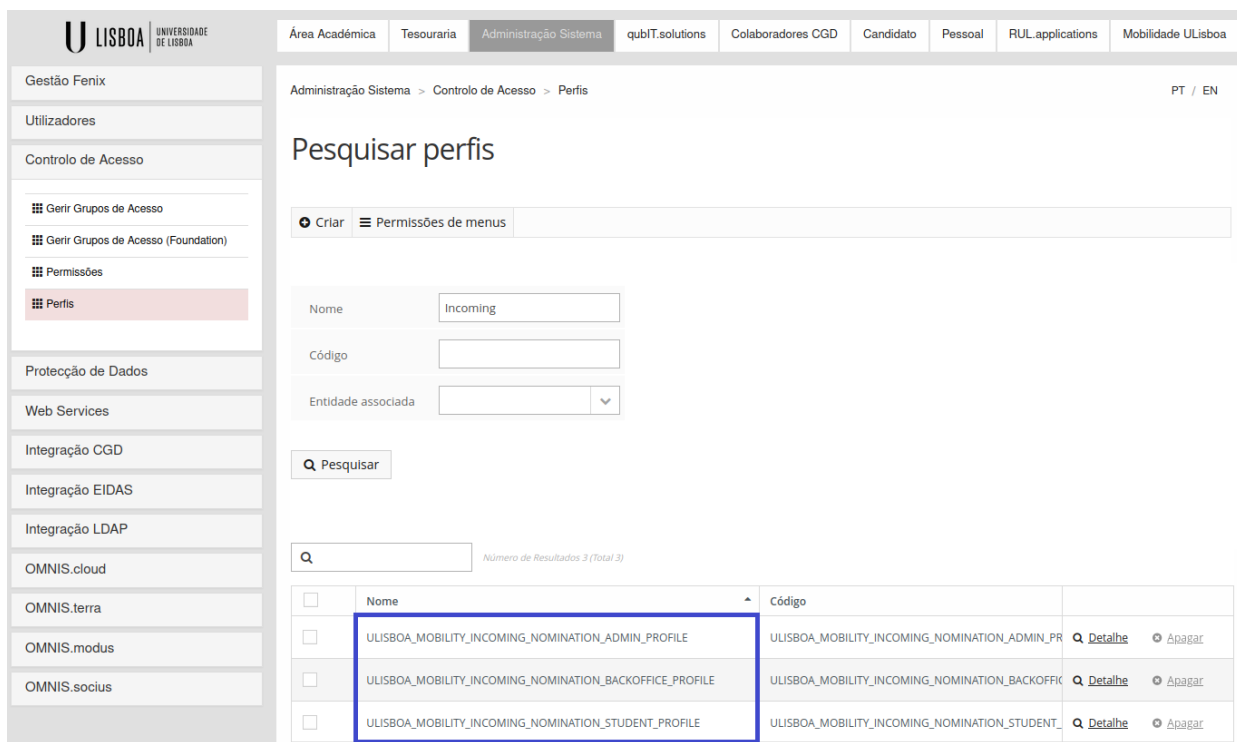 LISBOA UNIVERSIDADE
DE LISBOA
Área Académica Tesouraria Administração Sistema qubIT.solutions Colaboradores CGD Candidato Pessoal RUL.applications Mobilidade ULisboa
Gestão Fenix
Utilizadores
Controlo de Acesso
Gerir Grupos de Acesso
Gerir Grupos de Acesso (Foundation)
Permissões
Perfis
Protecção de Dados
Web Services
Integração CGD
Integração EIDAS
Integração LDAP
OMNIS.cloud
OMNIS.terra
OMNIS.modus
OMNIS.socius
Administração Sistema > Controlo de Acesso > Perfis PT / EN
Pesquisar perfis
Criar Permissões de menus
Nome Incoming
Código
Entidade associada
Pesquisar
Número de Resultados 3 (Total 3)
Nome Código
ULISBOA_MOBILITY_INCOMING_NOMINATION_ADMIN_PROFILE ULISBOA_MOBILITY_INCOMING_NOMINATION_ADMIN_PR Detalhe Apagar
ULISBOA_MOBILITY_INCOMING_NOMINATION_BACKOFFICE_PROFILE ULISBOA_MOBILITY_INCOMING_NOMINATION_BACKOFFIC Detalhe Apagar
ULISBOA_MOBILITY_INCOMING_NOMINATION_STUDENT_PROFILE ULISBOA_MOBILITY_INCOMING_NOMINATION_STUDENT_ Detalhe Apagar